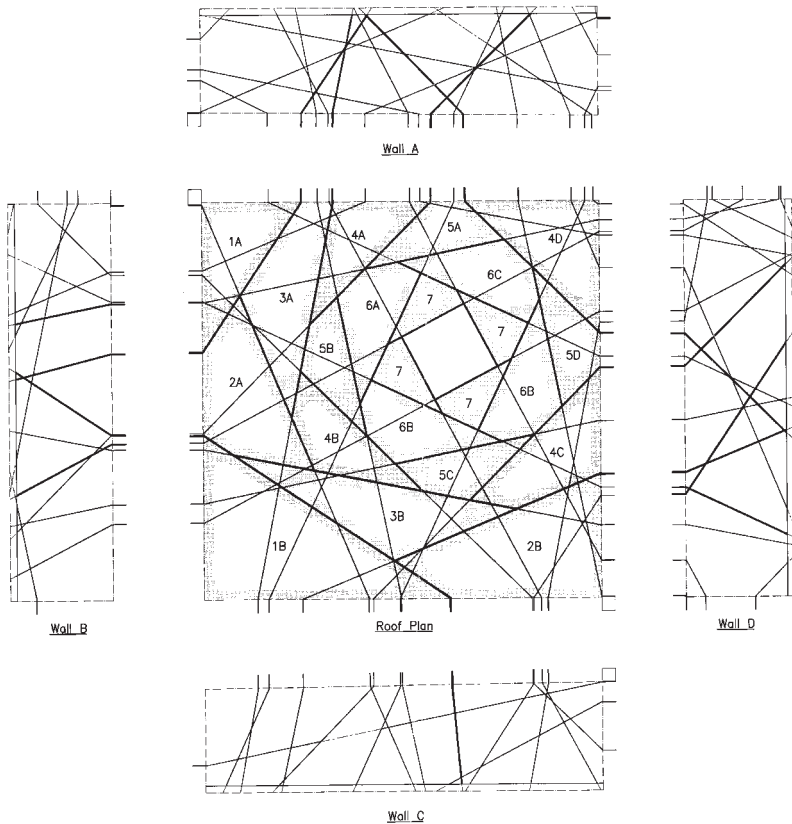 Wall A
1A
4A
5A
4D
3A
6A
7
6C
7
5B
5D
2A
7
7
6B
4B
6B
5C
4C
3B
1B
2B
Wall B
Roof Plan
Wall D
Wall C